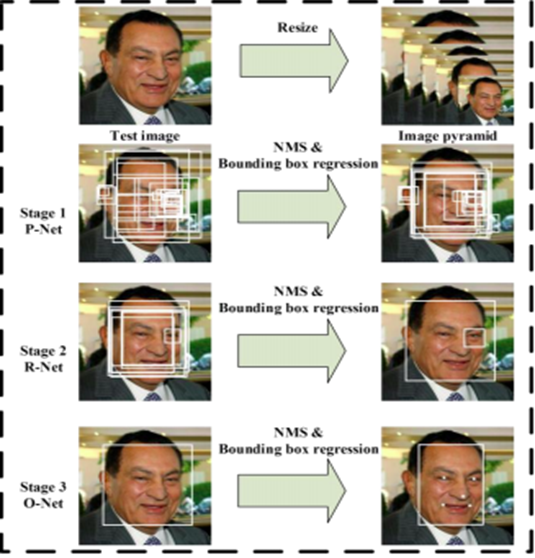 Resize
Test image
Image pyramid
NMS &
Bounding box regression
Stage 1
P-Net
NMS &
Bounding box regression
Stage 2
R-Net
NMS &
Bounding box regression
Stage 3
O-Net